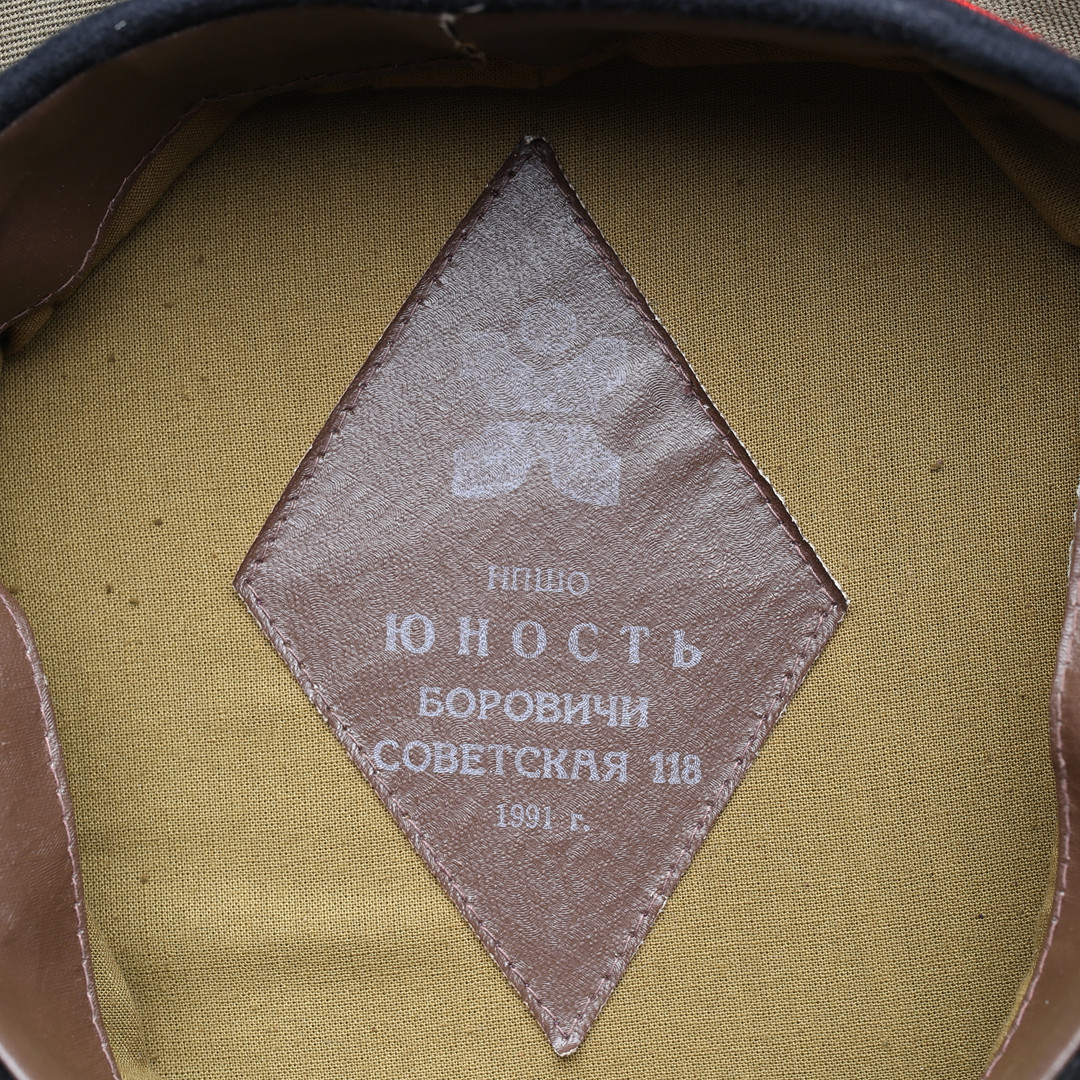 НПШО
ЮНОСТЬ
БОРОВИЧИ
СОВЕТСКАЯ 118
1991 г.